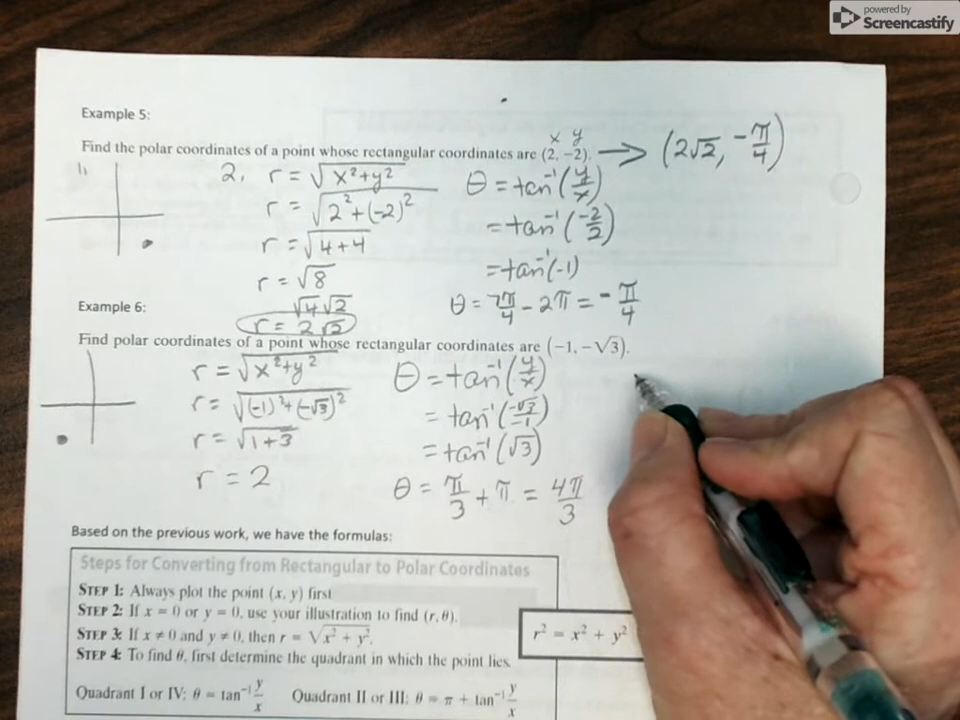 powered by
Screencastify
Example 5:
x y
Find the polar coordinates of a point whose rectangular coordinates are (2, −2). → (2√2, −π/4)
1,
2, r = √x²+y²
θ = tan⁻¹(y/x)
r = √2²+(−2)²
= tan⁻¹(−2/2)
r = √4+4
= tan⁻¹(−1)
r = √8
θ = 7π/4 − 2π = −π/4
√4√2
r = 2√2
Example 6:
Find polar coordinates of a point whose rectangular coordinates are (−1, −√3).
r = √x²+y²
θ = tan⁻¹(y/x)
r = √(−1)²+(−√3)²
= tan⁻¹(−√3/−1)
r = √1+3
= tan⁻¹(√3)
r = 2
θ = π/3 + π = 4π/3
Based on the previous work, we have the formulas:
Steps for Converting from Rectangular to Polar Coordinates
STEP 1: Always plot the point (x, y) first
STEP 2: If x = 0 or y = 0, use your illustration to find (r, θ).
STEP 3: If x ≠ 0 and y ≠ 0, then r = √x² + y².
STEP 4: To find θ, first determine the quadrant in which the point lies.
Quadrant I or IV: θ = tan⁻¹ y/x Quadrant II or III: θ = π + tan⁻¹ y/x
r² = x² + y²